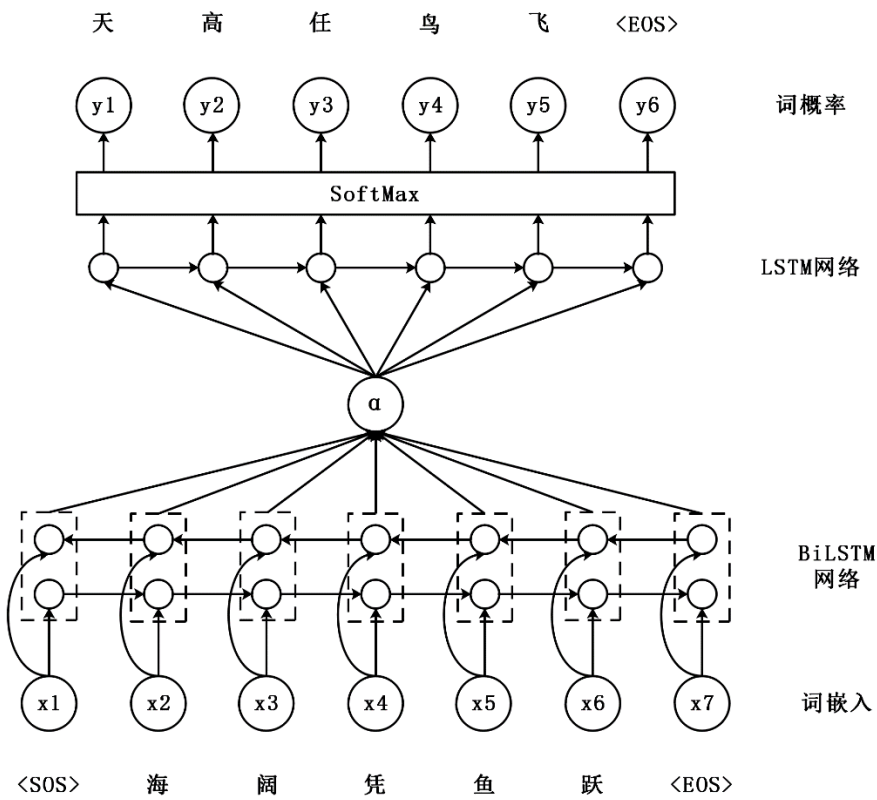 天 高 任 鸟 飞 <EOS>
y1 y2 y3 y4 y5 y6 词概率
SoftMax
LSTM网络
α
BiLSTM
网络
x1 x2 x3 x4 x5 x6 x7 词嵌入
<SOS> 海 阔 凭 鱼 跃 <EOS>